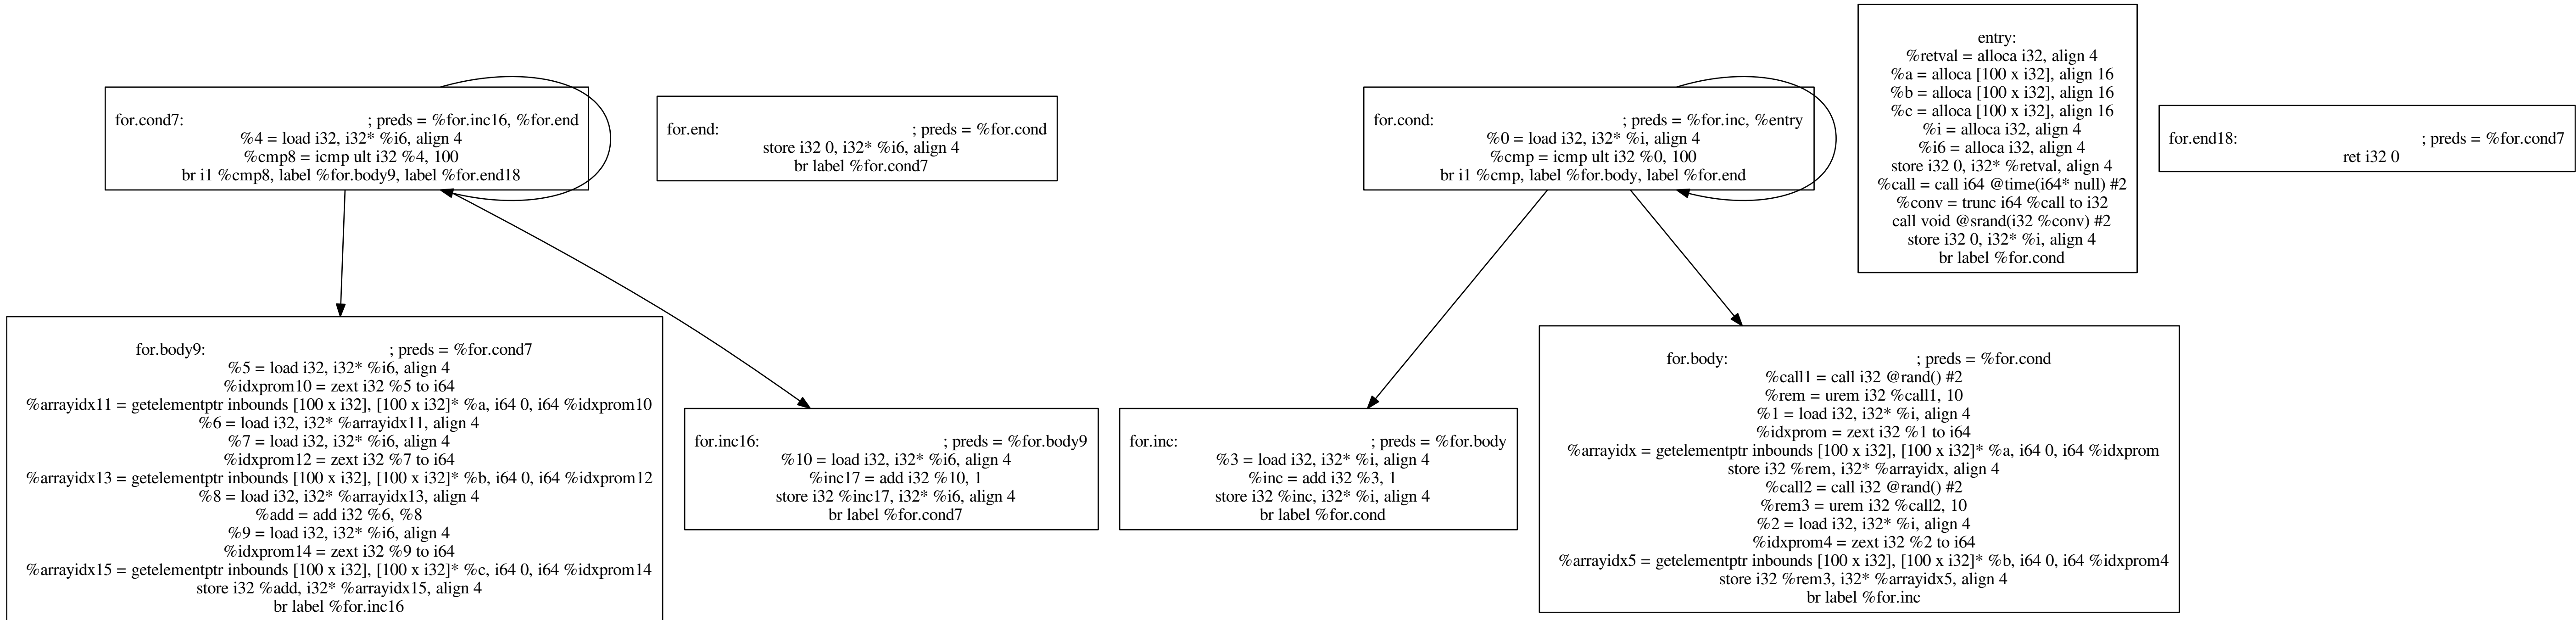 for.cond7: ; preds = %for.inc16, %for.end
%4 = load i32, i32* %i6, align 4
%cmp8 = icmp ult i32 %4, 100
br i1 %cmp8, label %for.body9, label %for.end18
for.end: ; preds = %for.cond
store i32 0, i32* %i6, align 4
br label %for.cond7
for.cond: ; preds = %for.inc, %entry
%0 = load i32, i32* %i, align 4
%cmp = icmp ult i32 %0, 100
br i1 %cmp, label %for.body, label %for.end
entry:
%retval = alloca i32, align 4
%a = alloca [100 x i32], align 16
%b = alloca [100 x i32], align 16
%c = alloca [100 x i32], align 16
%i = alloca i32, align 4
%i6 = alloca i32, align 4
store i32 0, i32* %retval, align 4
%call = call i64 @time(i64* null) #2
%conv = trunc i64 %call to i32
call void @srand(i32 %conv) #2
store i32 0, i32* %i, align 4
br label %for.cond
for.end18: ; preds = %for.cond7
ret i32 0
for.body9: ; preds = %for.cond7
%5 = load i32, i32* %i6, align 4
%idxprom10 = zext i32 %5 to i64
%arrayidx11 = getelementptr inbounds [100 x i32], [100 x i32]* %a, i64 0, i64 %idxprom10
%6 = load i32, i32* %arrayidx11, align 4
%7 = load i32, i32* %i6, align 4
%idxprom12 = zext i32 %7 to i64
%arrayidx13 = getelementptr inbounds [100 x i32], [100 x i32]* %b, i64 0, i64 %idxprom12
%8 = load i32, i32* %arrayidx13, align 4
%add = add i32 %6, %8
%9 = load i32, i32* %i6, align 4
%idxprom14 = zext i32 %9 to i64
%arrayidx15 = getelementptr inbounds [100 x i32], [100 x i32]* %c, i64 0, i64 %idxprom14
store i32 %add, i32* %arrayidx15, align 4
br label %for.inc16
for.inc16: ; preds = %for.body9
%10 = load i32, i32* %i6, align 4
%inc17 = add i32 %10, 1
store i32 %inc17, i32* %i6, align 4
br label %for.cond7
for.inc: ; preds = %for.body
%3 = load i32, i32* %i, align 4
%inc = add i32 %3, 1
store i32 %inc, i32* %i, align 4
br label %for.cond
for.body: ; preds = %for.cond
%call1 = call i32 @rand() #2
%rem = urem i32 %call1, 10
%1 = load i32, i32* %i, align 4
%idxprom = zext i32 %1 to i64
%arrayidx = getelementptr inbounds [100 x i32], [100 x i32]* %a, i64 0, i64 %idxprom
store i32 %rem, i32* %arrayidx, align 4
%call2 = call i32 @rand() #2
%rem3 = urem i32 %call2, 10
%2 = load i32, i32* %i, align 4
%idxprom4 = zext i32 %2 to i64
%arrayidx5 = getelementptr inbounds [100 x i32], [100 x i32]* %b, i64 0, i64 %idxprom4
store i32 %rem3, i32* %arrayidx5, align 4
br label %for.inc